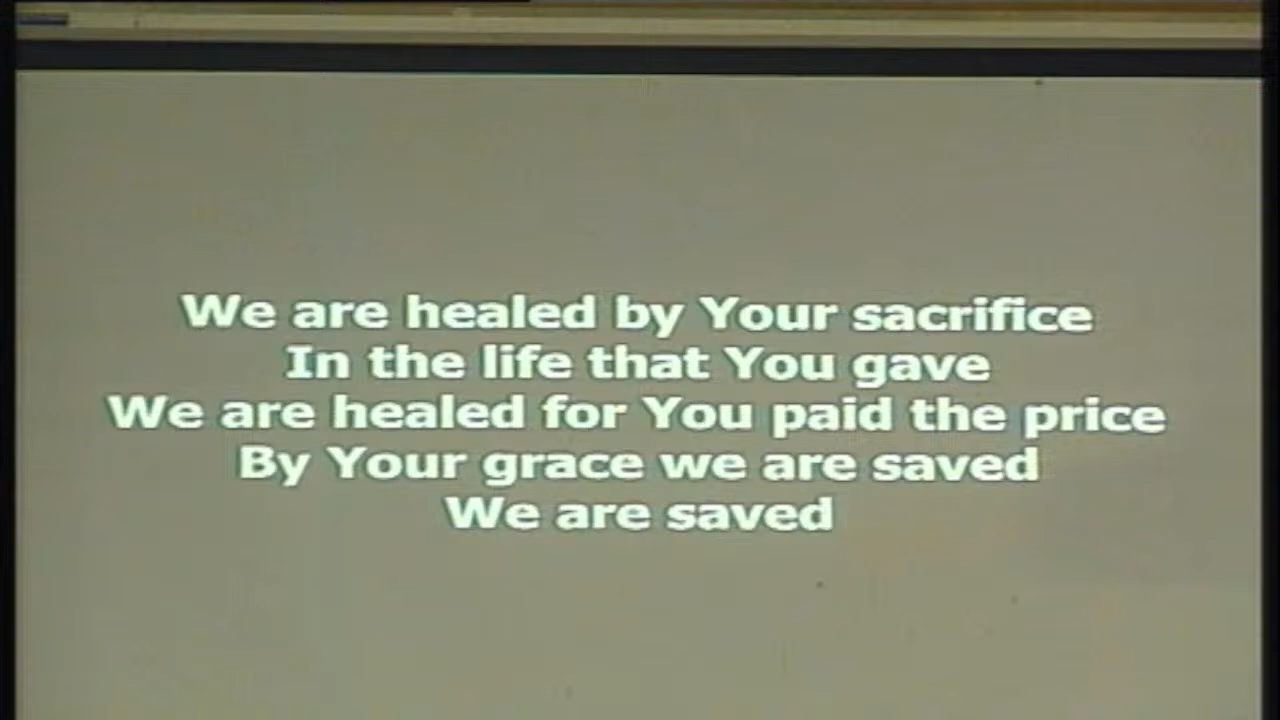 We are healed by Your sacrifice
In the life that You gave
We are healed for You paid the price
By Your grace we are saved
We are saved